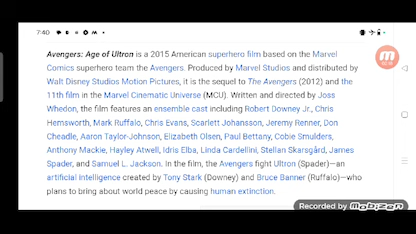 7:40
Avengers: Age of Ultron is a 2015 American superhero film based on the Marvel
Comics superhero team the Avengers. Produced by Marvel Studios and distributed by
Walt Disney Studios Motion Pictures, it is the sequel to The Avengers (2012) and the
11th film in the Marvel Cinematic Universe (MCU). Written and directed by Joss
Whedon, the film features an ensemble cast including Robert Downey Jr., Chris
Hemsworth, Mark Ruffalo, Chris Evans, Scarlett Johansson, Jeremy Renner, Don
Cheadle, Aaron Taylor-Johnson, Elizabeth Olsen, Paul Bettany, Cobie Smulders,
Anthony Mackie, Hayley Atwell, Idris Elba, Linda Cardellini, Stellan Skarsgård, James
Spader, and Samuel L. Jackson. In the film, the Avengers fight Ultron (Spader)—an
artificial intelligence created by Tony Stark (Downey) and Bruce Banner (Ruffalo)—who
plans to bring about world peace by causing human extinction.
Recorded by Mobizen